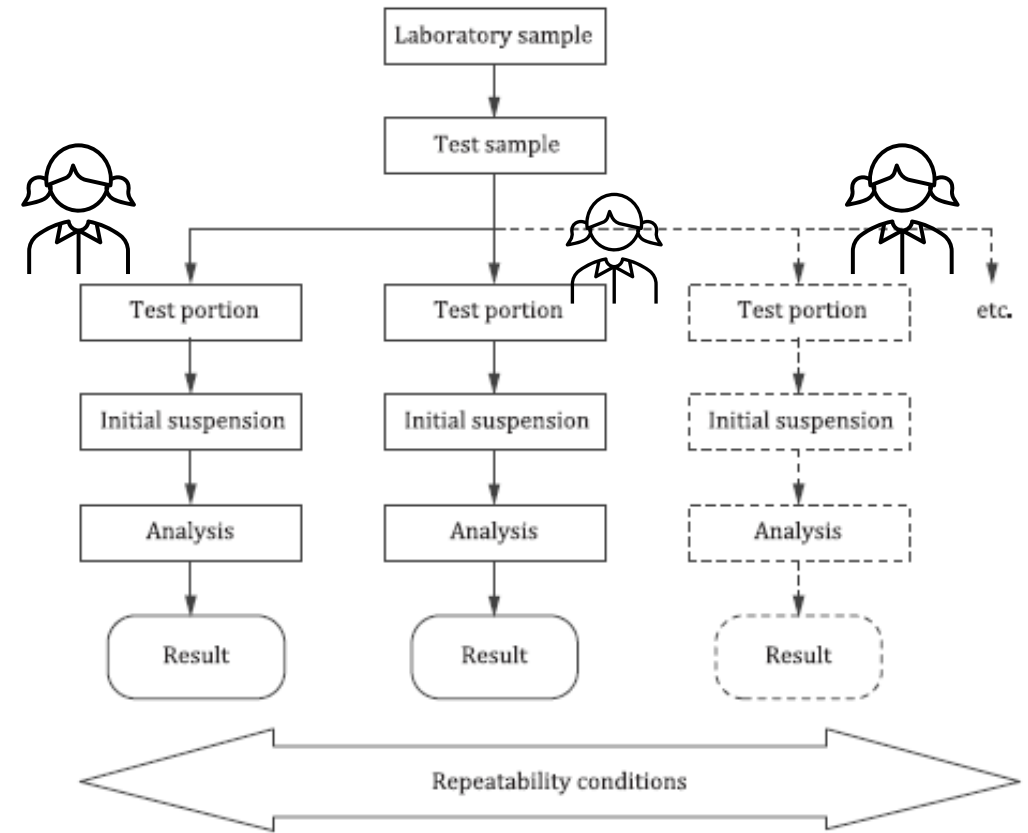 Laboratory sample
Test sample
Test portion
Test portion
Test portion
etc.
Initial suspension
Initial suspension
Initial suspension
Analysis
Analysis
Analysis
Result
Result
Result
Repeatability conditions